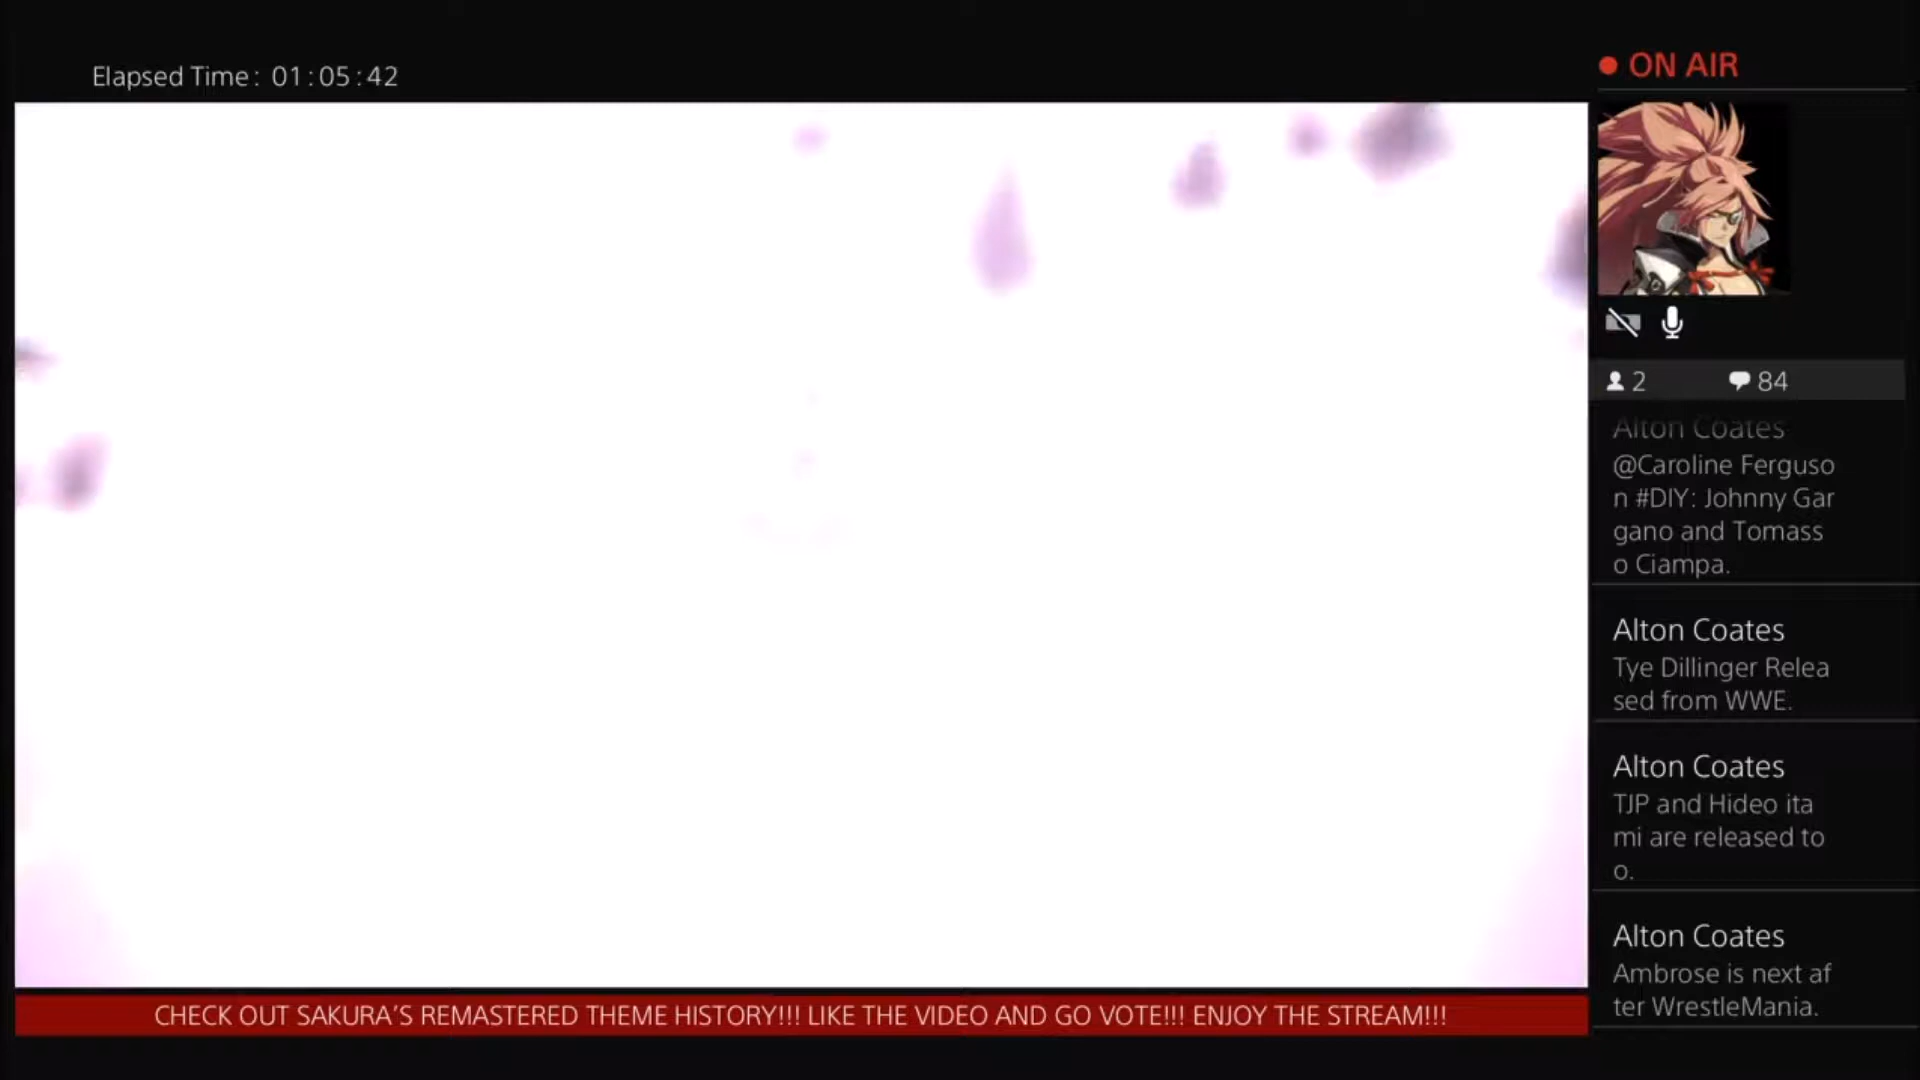 Elapsed Time: 01:05:42
ON AIR
2 84
Alton Coates
@Caroline Ferguso
n #DIY: Johnny Gar
gano and Tomass
o Ciampa.
Alton Coates
Tye Dillinger Relea
sed from WWE.
Alton Coates
TJP and Hideo ita
mi are released to
o.
Alton Coates
Ambrose is next af
ter WrestleMania.
CHECK OUT SAKURA'S REMASTERED THEME HISTORY!!! LIKE THE VIDEO AND GO VOTE!!! ENJOY THE STREAM!!!